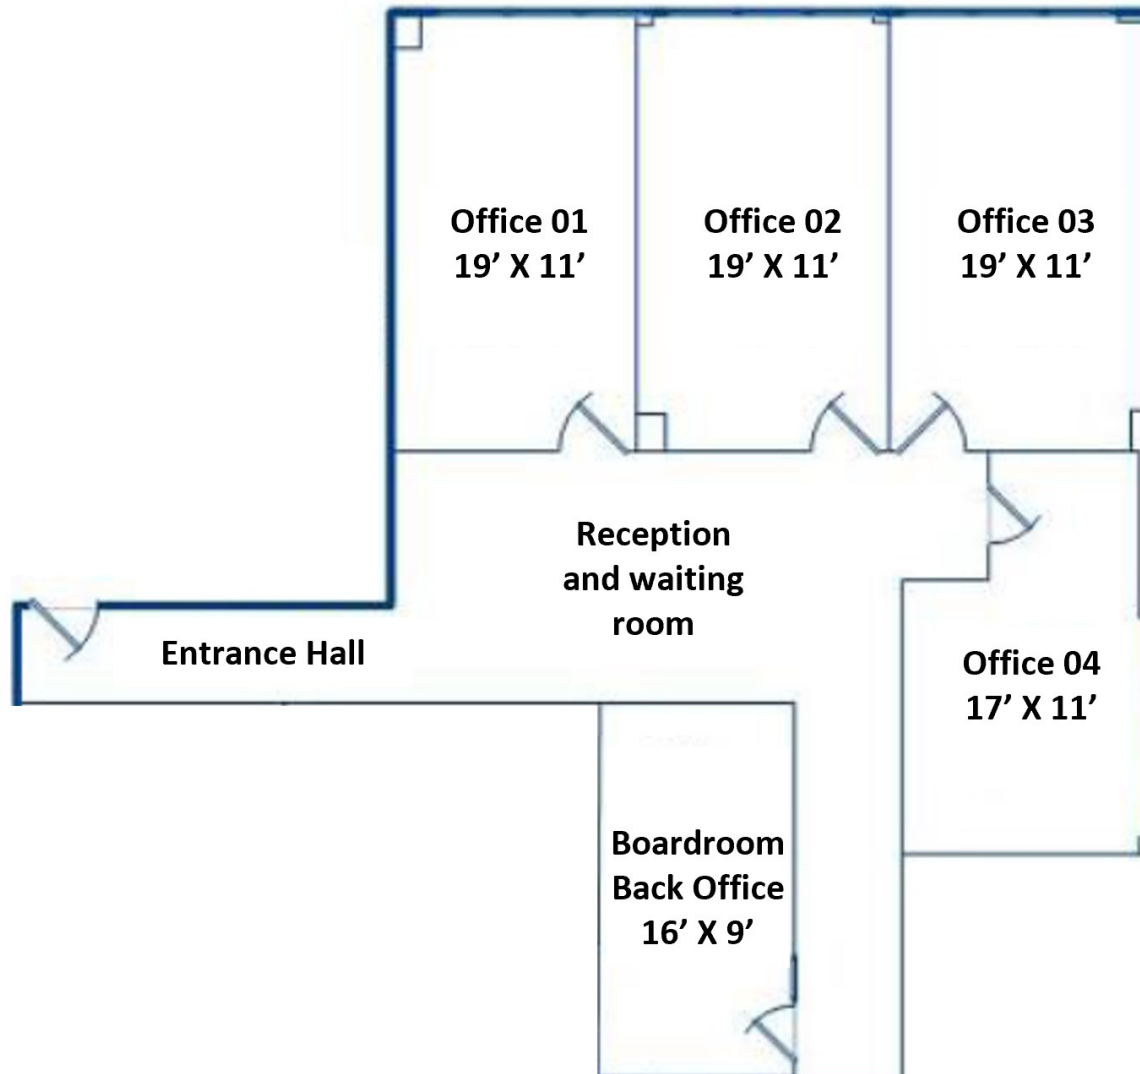 Office 01
19’ X 11’
Office 02
19’ X 11’
Office 03
19’ X 11’
Reception
and waiting
room
Entrance Hall
Office 04
17’ X 11’
Boardroom
Back Office
16’ X 9’